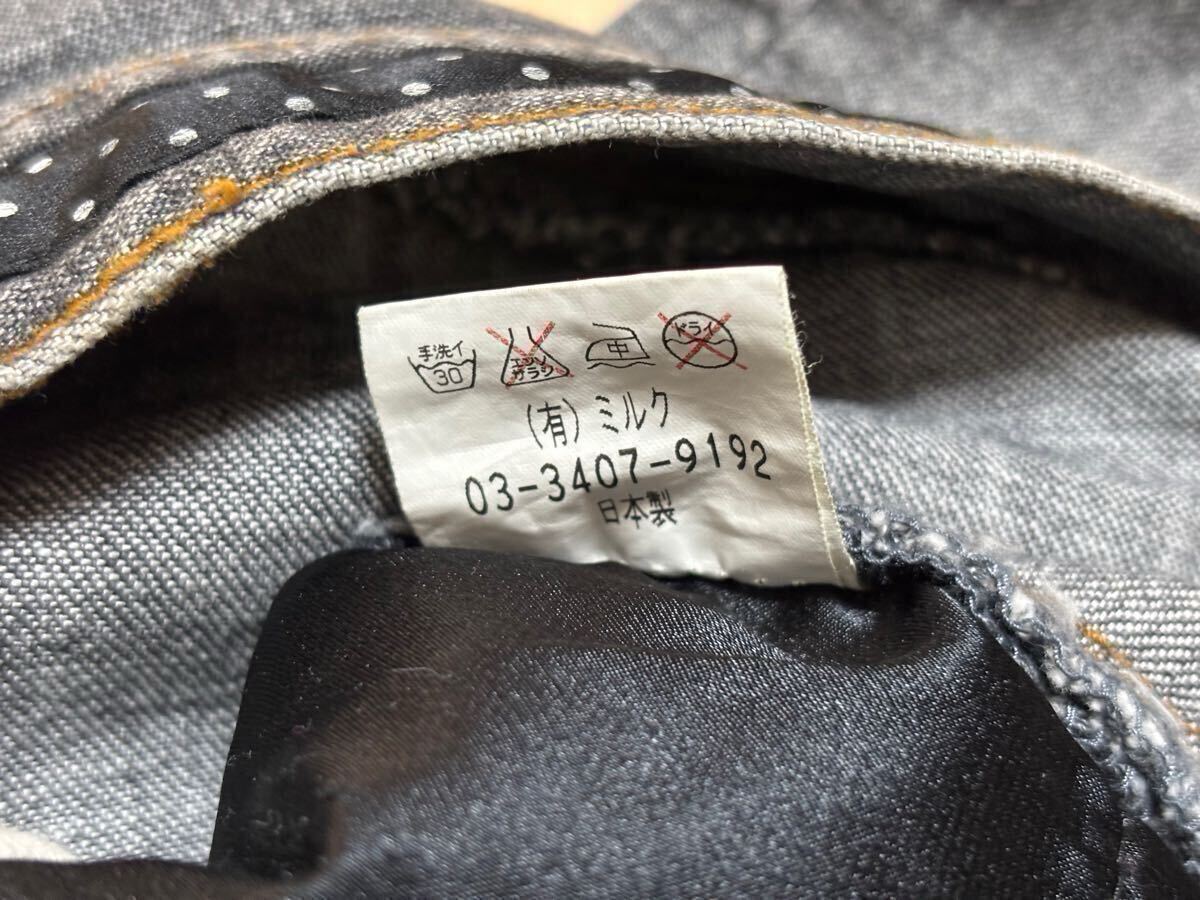 手洗イ 30 エンソ サラシ 中 ドライ
(有) ミルク
03-3407-9192
日本製